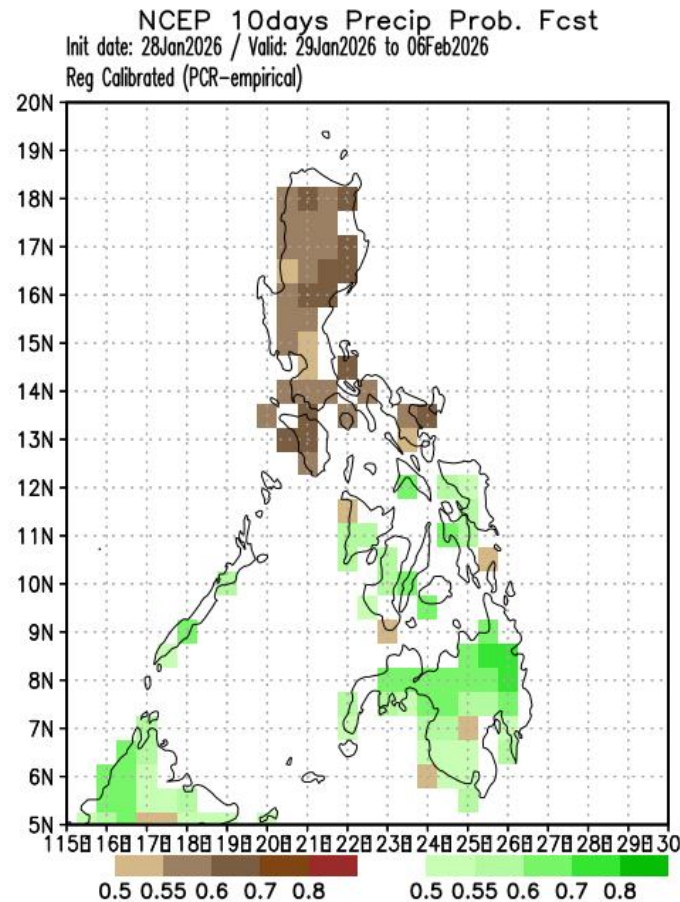 NCEP 10days Precip Prob. Fcst
Init date: 28Jan2026 / Valid: 29Jan2026 to 06Feb2026
Reg Calibrated (PCR-empirical)
20N
19N
18N
17N
16N
15N
14N
13N
12N
11N
10N
9N
8N
7N
6N
5N
115E 116E 117E 118E 119E 120E 121E 122E 123E 124E 125E 126E 127E 128E 129E 130
0.5 0.55 0.6 0.7 0.8 0.5 0.55 0.6 0.7 0.8